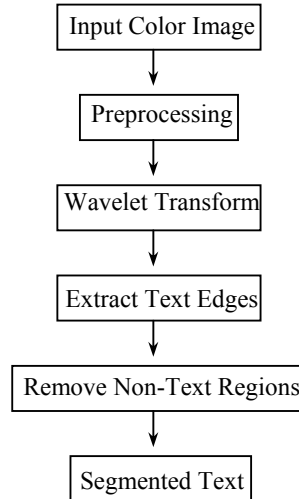 Input Color Image
Preprocessing
Wavelet Transform
Extract Text Edges
Remove Non-Text Regions
Segmented Text